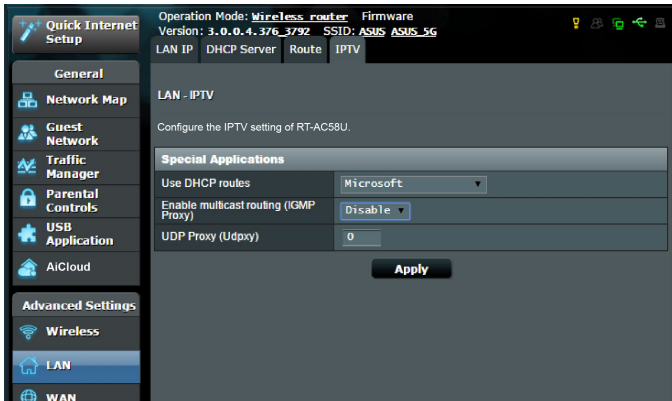 Quick Internet
Setup
General
Network Map
Guest
Network
Traffic
Manager
Parental
Controls
USB
Application
AiCloud
Advanced Settings
Wireless
LAN
WAN
Operation Mode: Wireless router Firmware
Version: 3.0.0.4.376_3792 SSID: ASUS ASUS_5G
LAN IP DHCP Server Route IPTV
LAN - IPTV
Configure the IPTV setting of RT-AC58U.
Special Applications
Use DHCP routes Microsoft
Enable multicast routing (IGMP
Proxy) Disable
UDP Proxy (Udpxy) 0
Apply